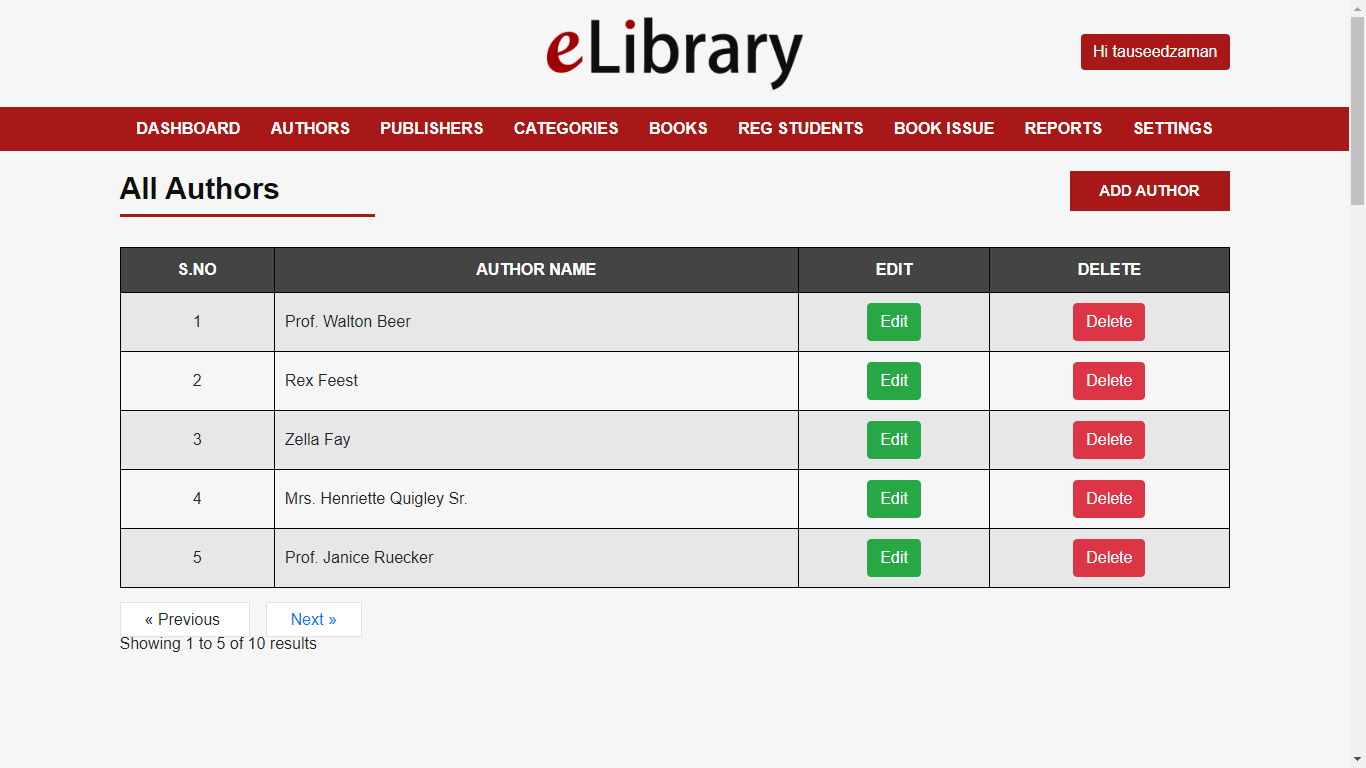 eLibrary
Hi tauseedzaman
DASHBOARD AUTHORS PUBLISHERS CATEGORIES BOOKS REG STUDENTS BOOK ISSUE REPORTS SETTINGS
All Authors
ADD AUTHOR
S.NO AUTHOR NAME EDIT DELETE
1 Prof. Walton Beer Edit Delete
2 Rex Feest Edit Delete
3 Zella Fay Edit Delete
4 Mrs. Henriette Quigley Sr. Edit Delete
5 Prof. Janice Ruecker Edit Delete
« Previous Next »
Showing 1 to 5 of 10 results